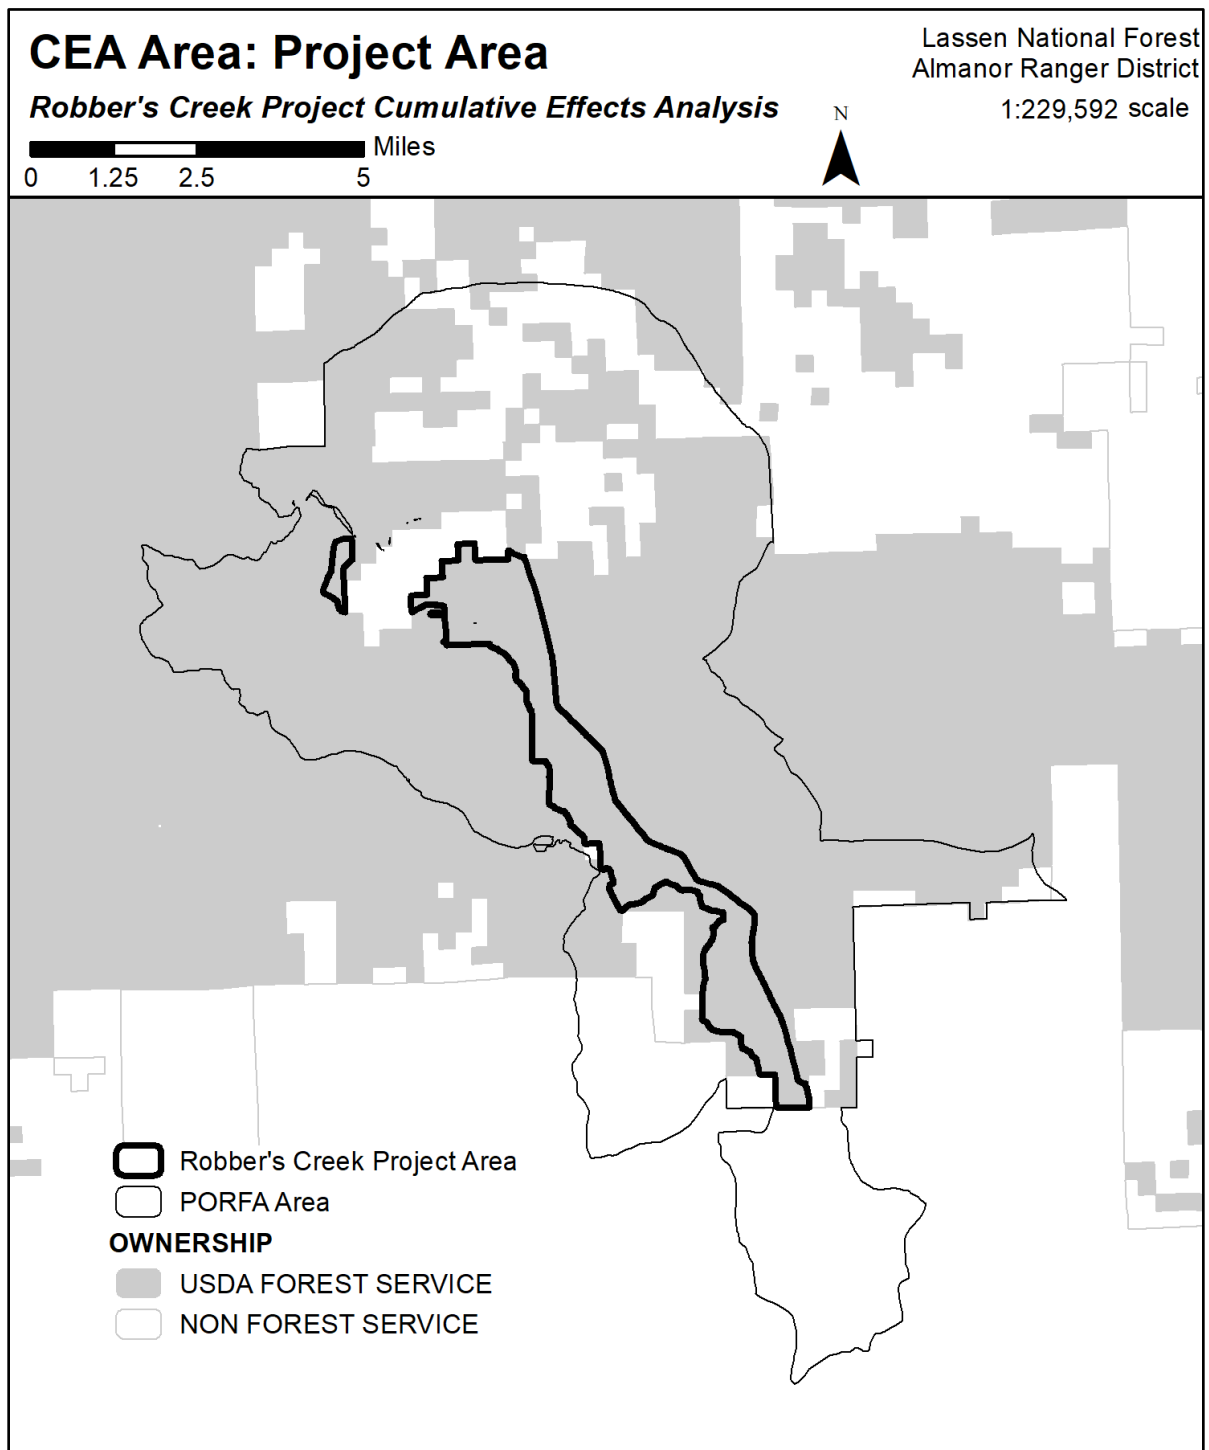 CEA Area: Project Area
Lassen National Forest
Almanor Ranger District
Robber's Creek Project Cumulative Effects Analysis
1:229,592 scale
N
Miles
0 1.25 2.5 5
Robber's Creek Project Area
PORFA Area
OWNERSHIP
USDA FOREST SERVICE
NON FOREST SERVICE